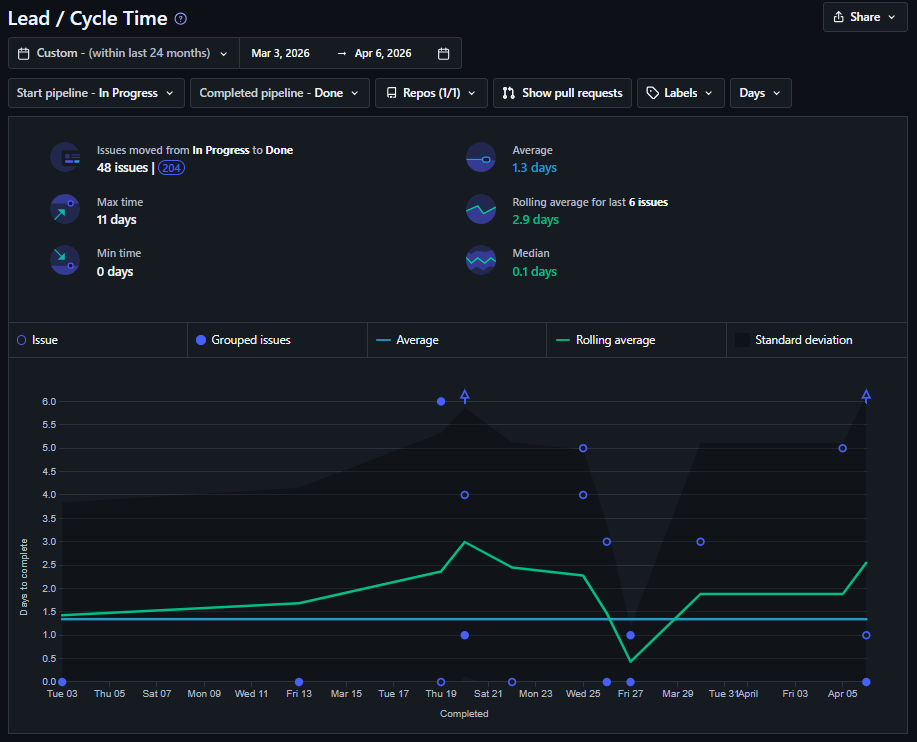 Lead / Cycle Time
Share
Custom - (within last 24 months)
Mar 3, 2026 → Apr 6, 2026
Start pipeline - In Progress
Completed pipeline - Done
Repos (1/1)
Show pull requests
Labels
Days
Issues moved from In Progress to Done
48 issues | 204
Average
1.3 days
Max time
11 days
Rolling average for last 6 issues
2.9 days
Min time
0 days
Median
0.1 days
Issue
Grouped issues
Average
Rolling average
Standard deviation
Days to complete
6.0
5.5
5.0
4.5
4.0
3.5
3.0
2.5
2.0
1.5
1.0
0.5
0.0
Tue 03 Thu 05 Sat 07 Mon 09 Wed 11 Fri 13 Mar 15 Tue 17 Thu 19 Sat 21 Mon 23 Wed 25 Fri 27 Mar 29 Tue 31 April Fri 03 Apr 05
Completed